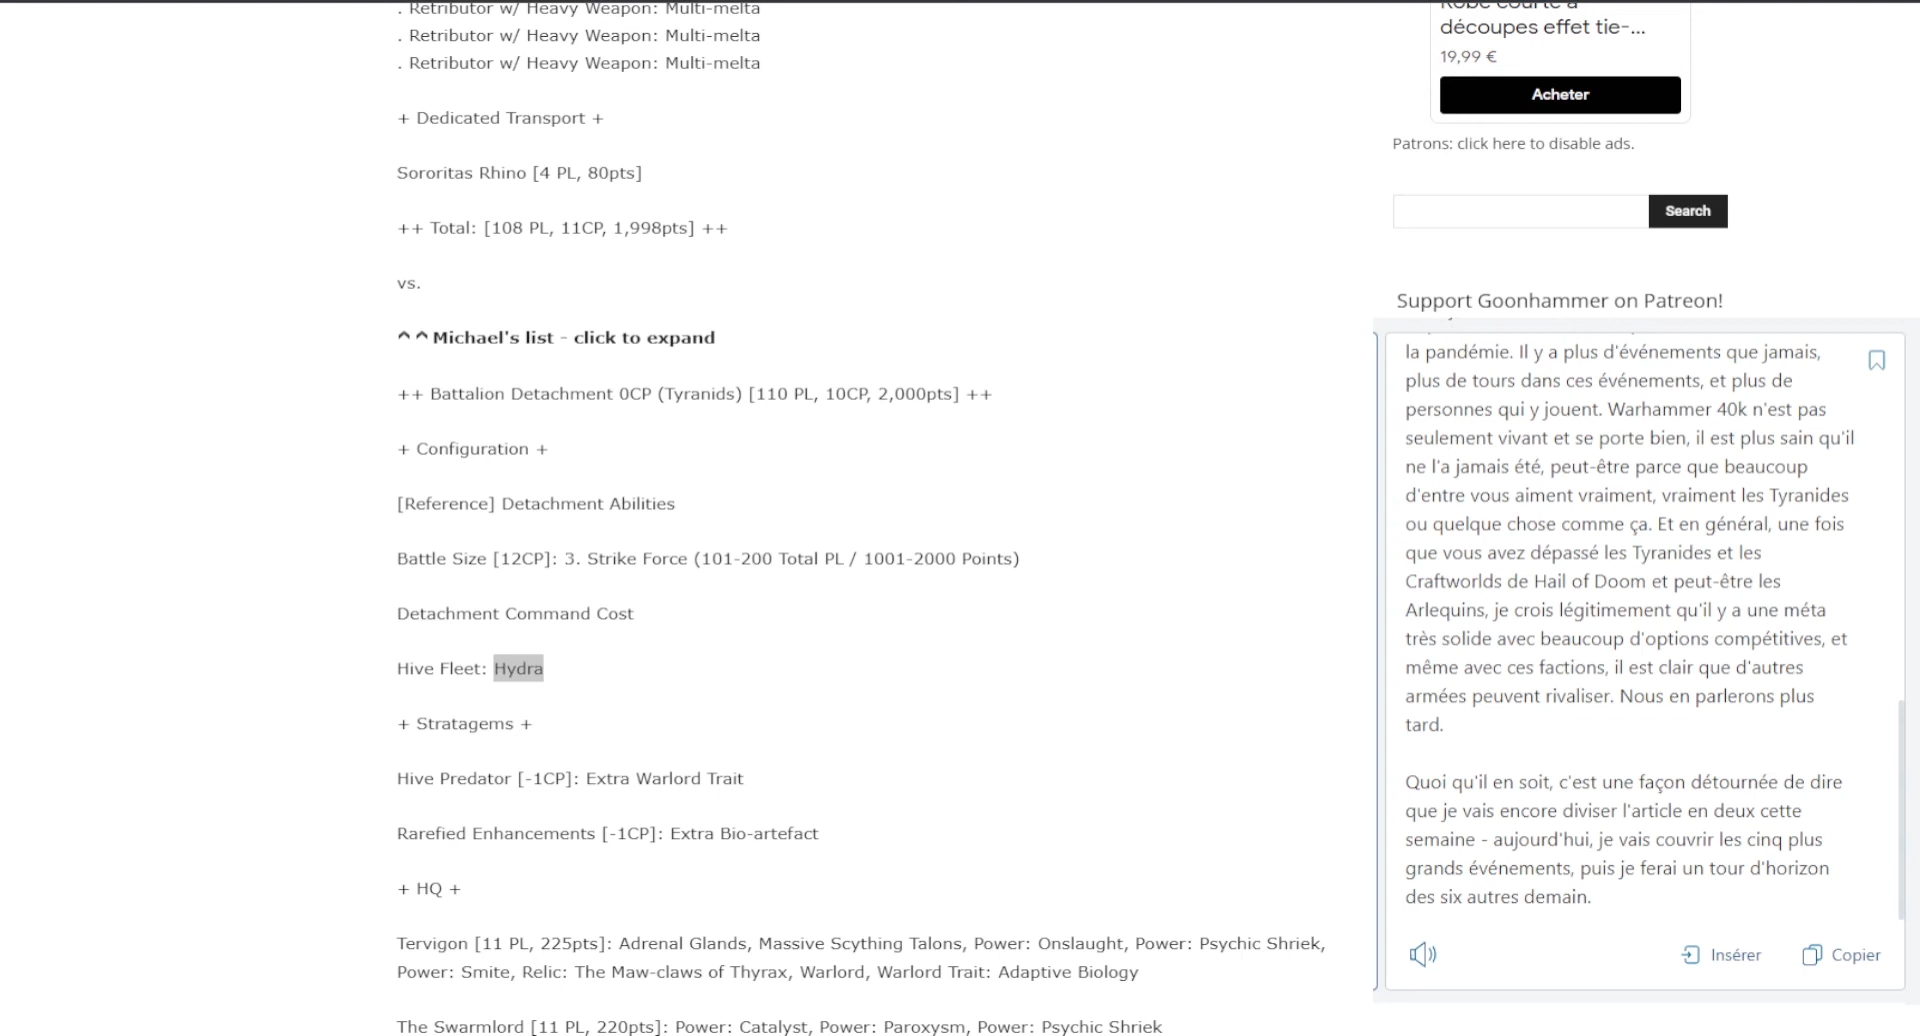 . Retributor w/ Heavy Weapon: Multi-melta
. Retributor w/ Heavy Weapon: Multi-melta
. Retributor w/ Heavy Weapon: Multi-melta
+ Dedicated Transport +
Sororitas Rhino [4 PL, 80pts]
++ Total: [108 PL, 11CP, 1,998pts] ++
vs.
^ ^ Michael's list - click to expand
++ Battalion Detachment 0CP (Tyranids) [110 PL, 10CP, 2,000pts] ++
+ Configuration +
[Reference] Detachment Abilities
Battle Size [12CP]: 3. Strike Force (101-200 Total PL / 1001-2000 Points)
Detachment Command Cost
Hive Fleet: Hydra
+ Stratagems +
Hive Predator [-1CP]: Extra Warlord Trait
Rarefied Enhancements [-1CP]: Extra Bio-artefact
+ HQ +
Tervigon [11 PL, 225pts]: Adrenal Glands, Massive Scything Talons, Power: Onslaught, Power: Psychic Shriek,
Power: Smite, Relic: The Maw-claws of Thyrax, Warlord, Warlord Trait: Adaptive Biology
The Swarmlord [11 PL, 220pts]: Power: Catalyst, Power: Paroxysm, Power: Psychic Shriek
Robe courte à
découpes effet tie-...
19,99 €
Acheter
Patrons: click here to disable ads.
Search
Support Goonhammer on Patreon!
la pandémie. Il y a plus d'événements que jamais,
plus de tours dans ces événements, et plus de
personnes qui y jouent. Warhammer 40k n'est pas
seulement vivant et se porte bien, il est plus sain qu'il
ne l'a jamais été, peut-être parce que beaucoup
d'entre vous aiment vraiment, vraiment les Tyranides
ou quelque chose comme ça. Et en général, une fois
que vous avez dépassé les Tyranides et les
Craftworlds de Hail of Doom et peut-être les
Arlequins, je crois légitimement qu'il y a une méta
très solide avec beaucoup d'options compétitives, et
même avec ces factions, il est clair que d'autres
armées peuvent rivaliser. Nous en parlerons plus
tard.
Quoi qu'il en soit, c'est une façon détournée de dire
que je vais encore diviser l'article en deux cette
semaine - aujourd'hui, je vais couvrir les cinq plus
grands événements, puis je ferai un tour d'horizon
des six autres demain.
Insérer
Copier